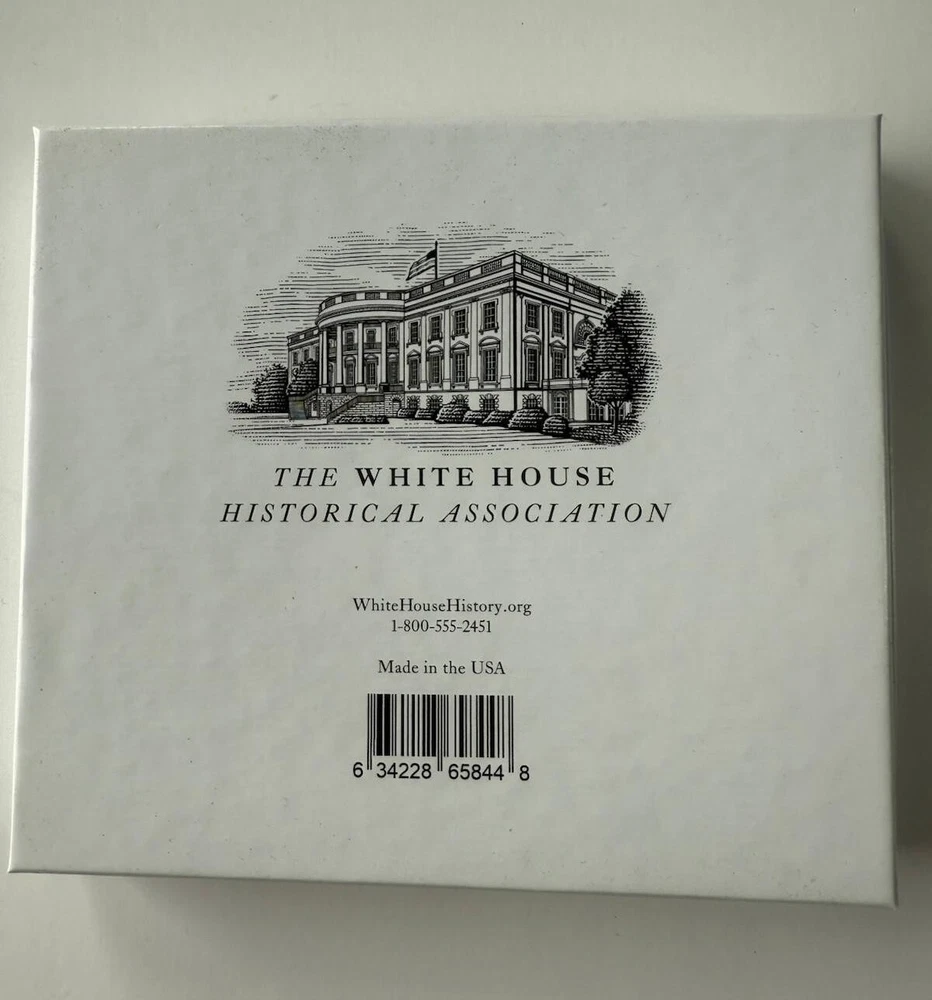 THE WHITE HOUSE
HISTORICAL ASSOCIATION
WhiteHouseHistory.org
1-800-555-2451
Made in the USA
6 34228 65844 8